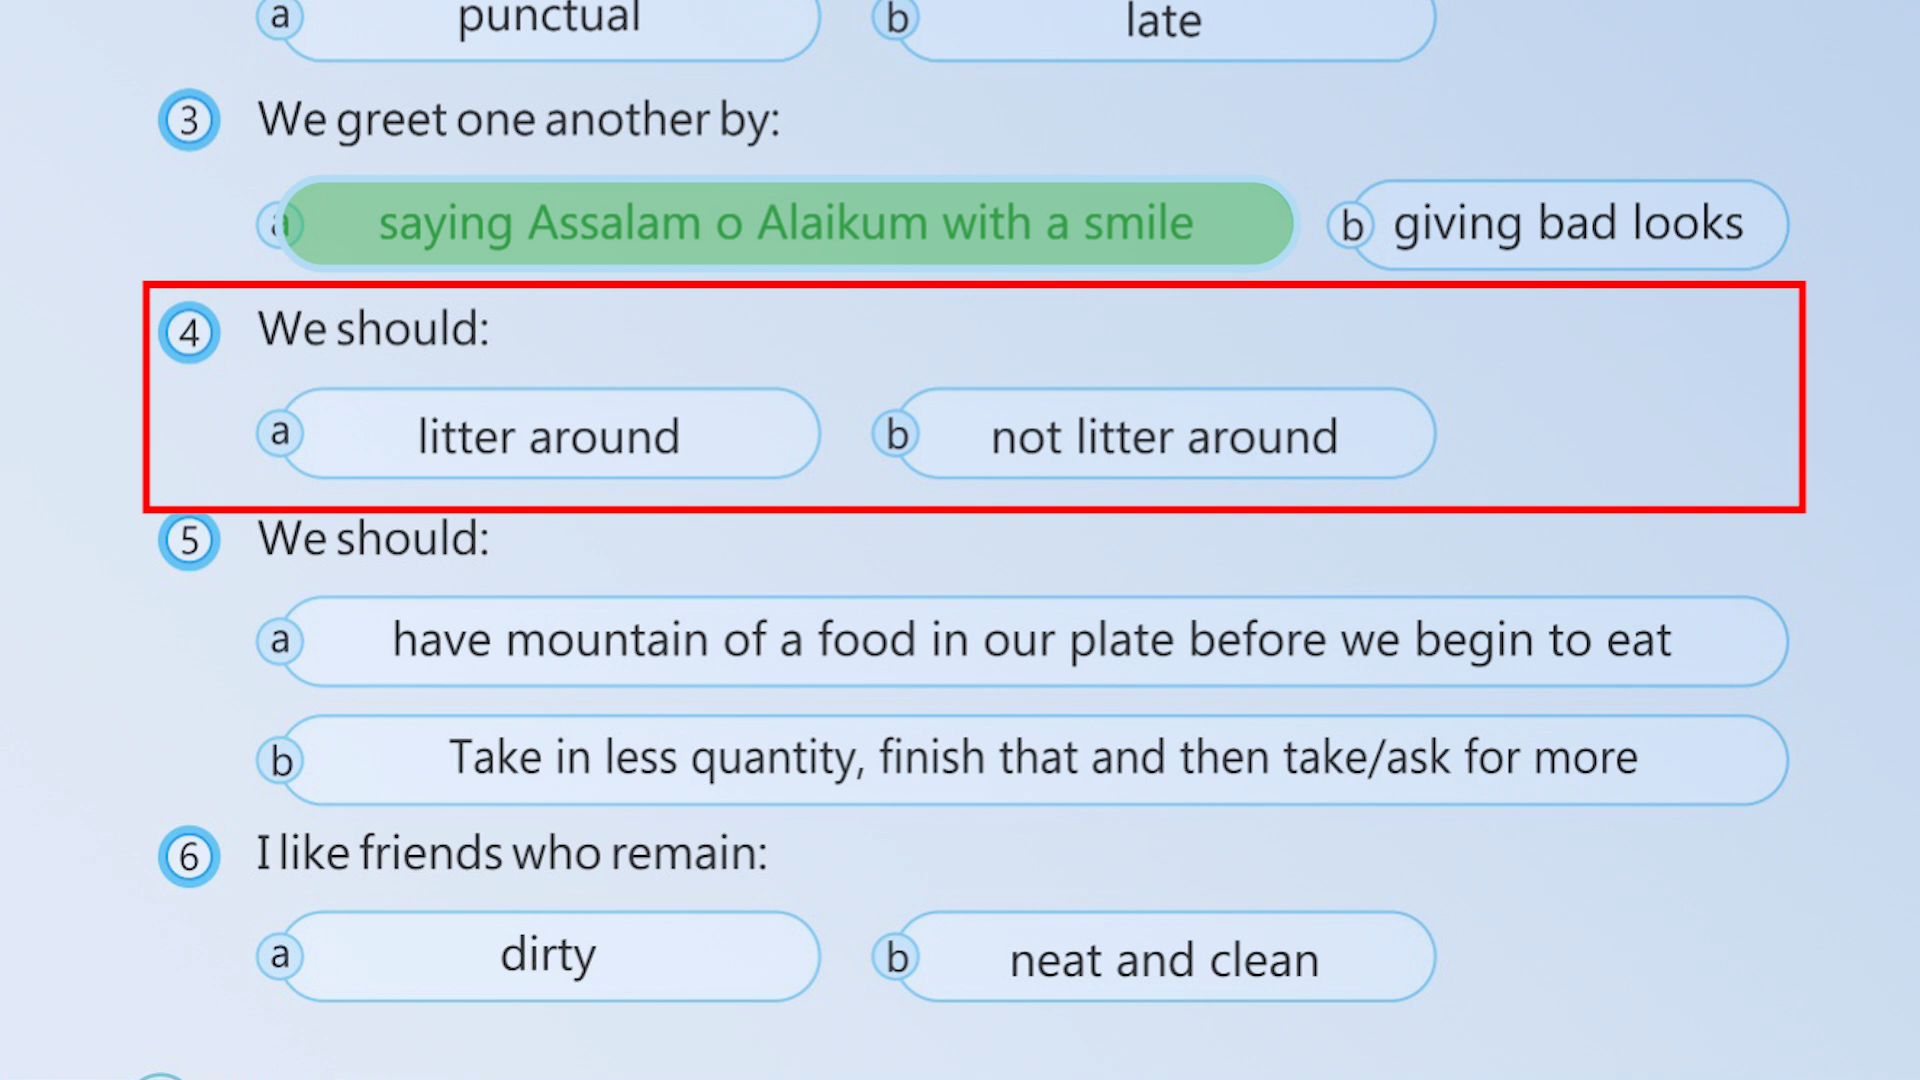 a punctual b late
3 We greet one another by:
a saying Assalam o Alaikum with a smile b giving bad looks
4 We should:
a litter around b not litter around
5 We should:
a have mountain of a food in our plate before we begin to eat
b Take in less quantity, finish that and then take/ask for more
6 I like friends who remain:
a dirty b neat and clean